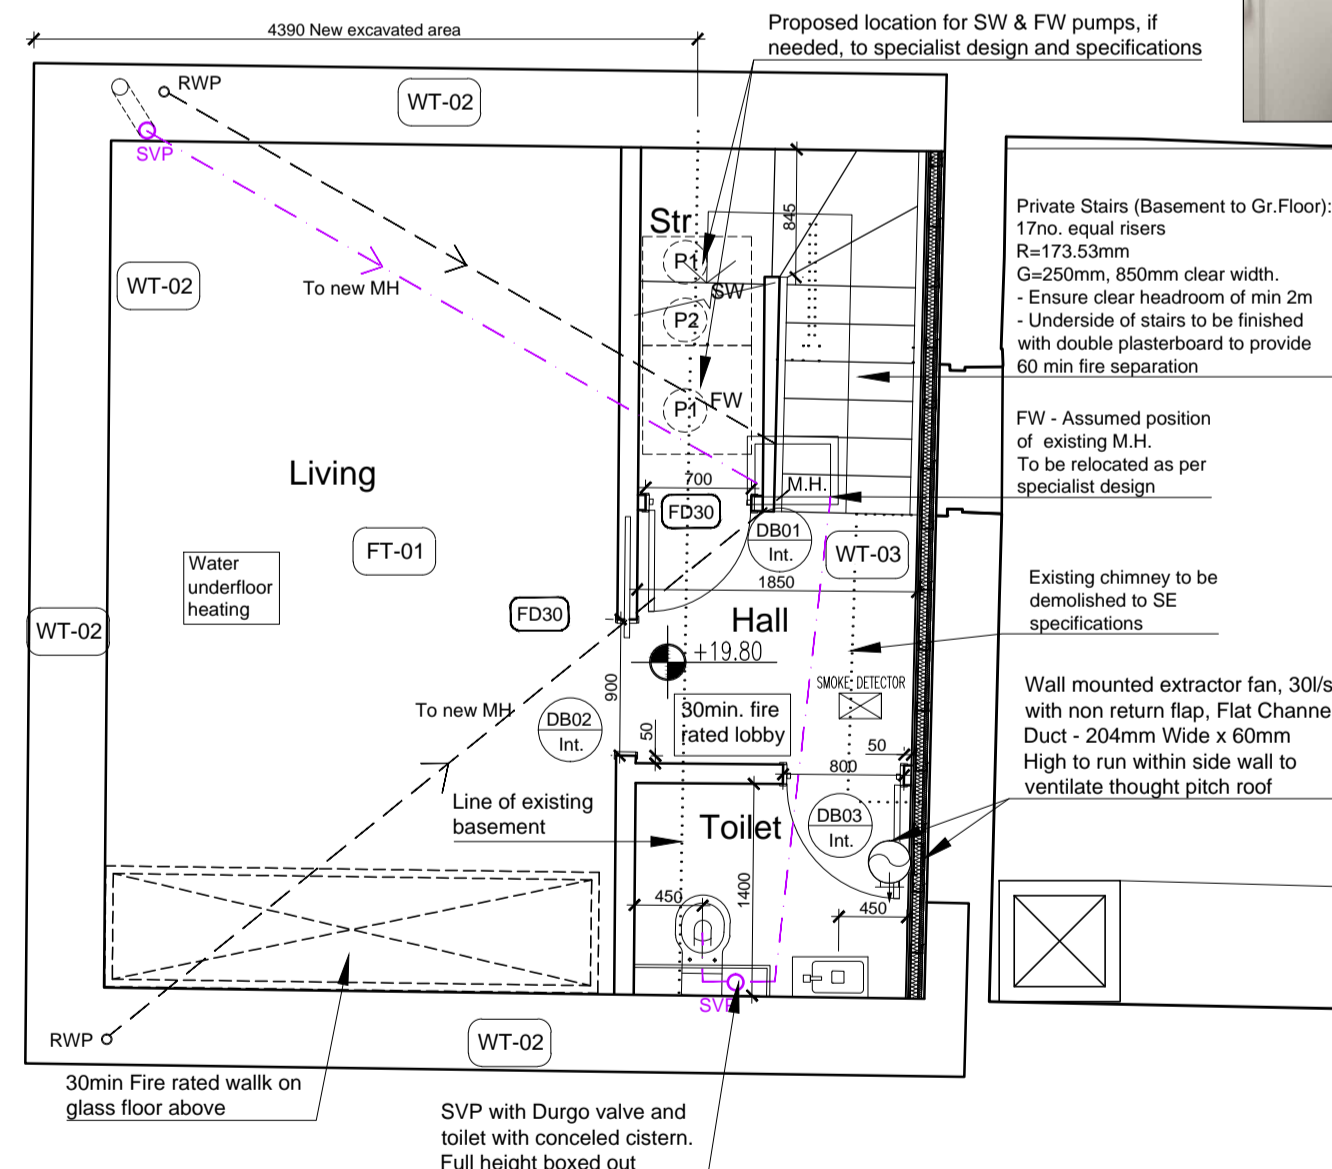 4390 New excavated area
Proposed location for SW & FW pumps, if
needed, to specialist design and specifications
RWP
WT-02
SVP
Private Stairs (Basement to Gr.Floor):
17no. equal risers
R=173.53mm
G=250mm, 850mm clear width.
- Ensure clear headroom of min 2m
- Underside of stairs to be finished
with double plasterboard to provide
60 min fire separation
Str
845
P1
WT-02
To new MH
SW
P2
P1
FW
FW - Assumed position
of existing M.H.
To be relocated as per
specialist design
Living
700
M.H.
FD30
DB01
Int.
FT-01
WT-03
Water
underfloor
heating
1850
Existing chimney to be
demolished to SE
specifications
FD30
Hall
WT-02
+19.80
SMOKE DETECTOR
900
Wall mounted extractor fan, 30l/s
with non return flap, Flat Channe
Duct - 204mm Wide x 60mm
High to run within side wall to
ventilate thought pitch roof
To new MH
DB02
Int.
30min. fire
rated lobby
50
50
800
Line of existing
basement
Toilet
DB03
Int.
1400
450
450
SVP
RWP
WT-02
30min Fire rated wallk on
glass floor above
SVP with Durgo valve and
toilet with conceled cistern.
Full height boxed out